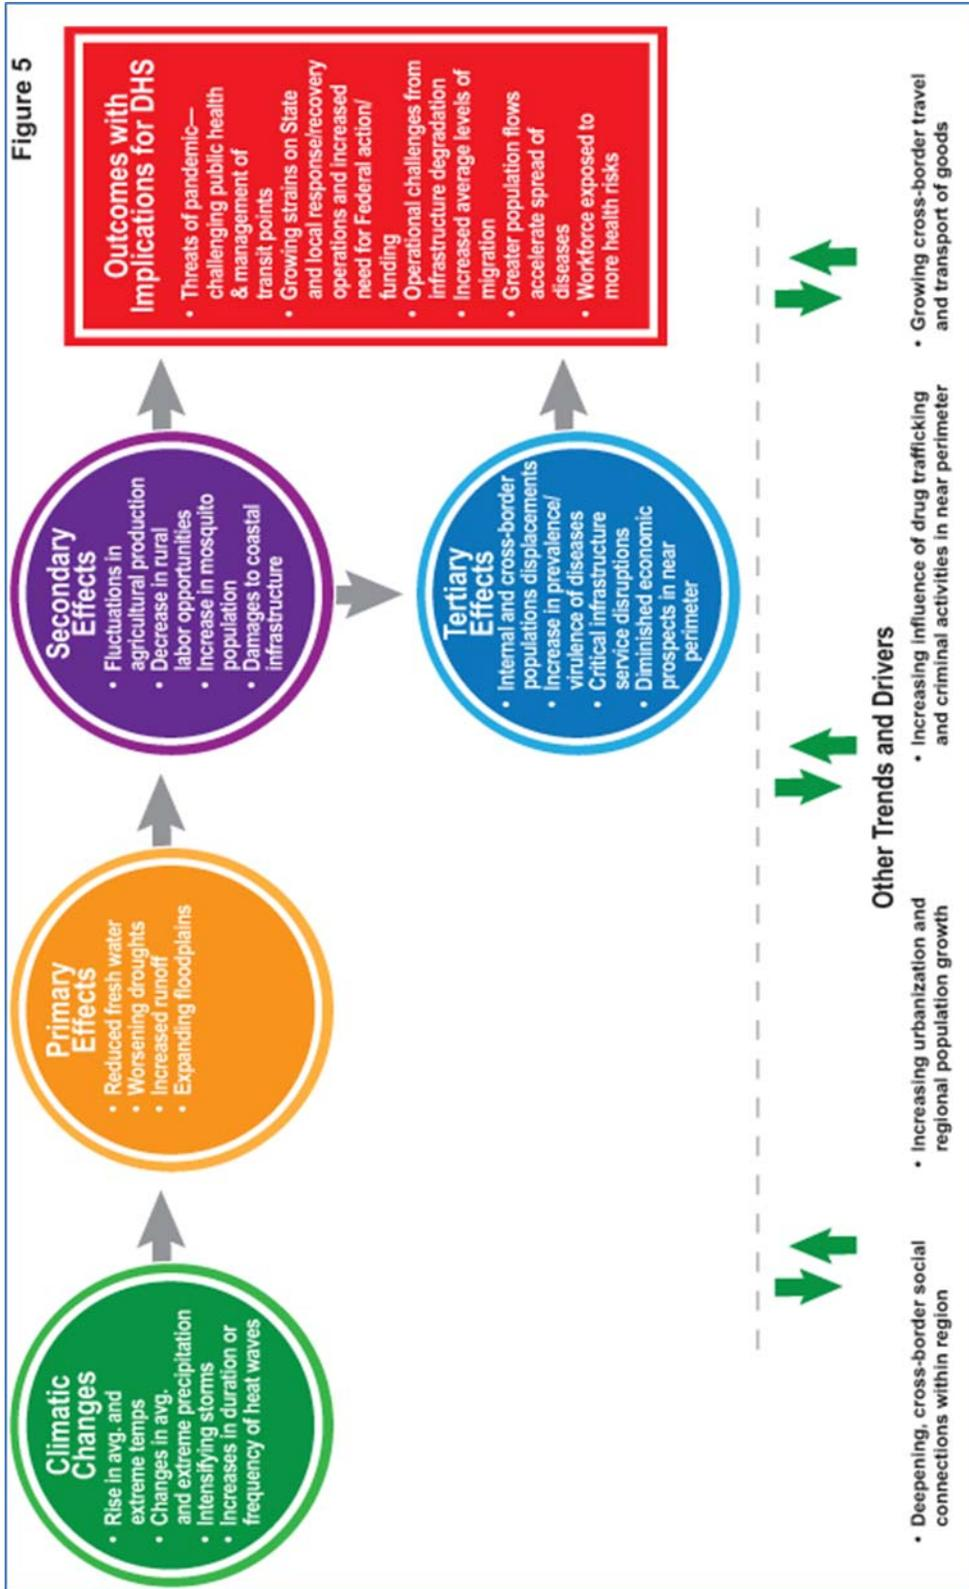 Figure 5
Climatic
Changes
• Rise in avg. and
extreme temps
• Changes in avg.
and extreme precipitation
• Intensifying storms
• Increases in duration or
frequency of heat waves
Primary
Effects
• Reduced fresh water
• Worsening droughts
• Increased runoff
• Expanding floodplains
Secondary
Effects
• Fluctuations in
agricultural production
• Decrease in rural
labor opportunities
• Increase in mosquito
population
• Damages to coastal
infrastructure
Tertiary
Effects
• Internal and cross-border
populations displacements
• Increase in prevalence/
virulence of diseases
• Critical infrastructure
service disruptions
• Diminished economic
prospects in near
perimeter
Outcomes with
Implications for DHS
• Threats of pandemic—
challenging public health
& management of
transit points
• Growing strains on State
and local response/recovery
operations and increased
need for Federal action/
funding
• Operational challenges from
infrastructure degradation
• Increased average levels of
migration
• Greater population flows
accelerate spread of
diseases
• Workforce exposed to
more health risks
Other Trends and Drivers
• Deepening, cross-border social
connections within region
• Increasing urbanization and
regional population growth
• Increasing influence of drug trafficking
and criminal activities in near perimeter
• Growing cross-border travel
and transport of goods